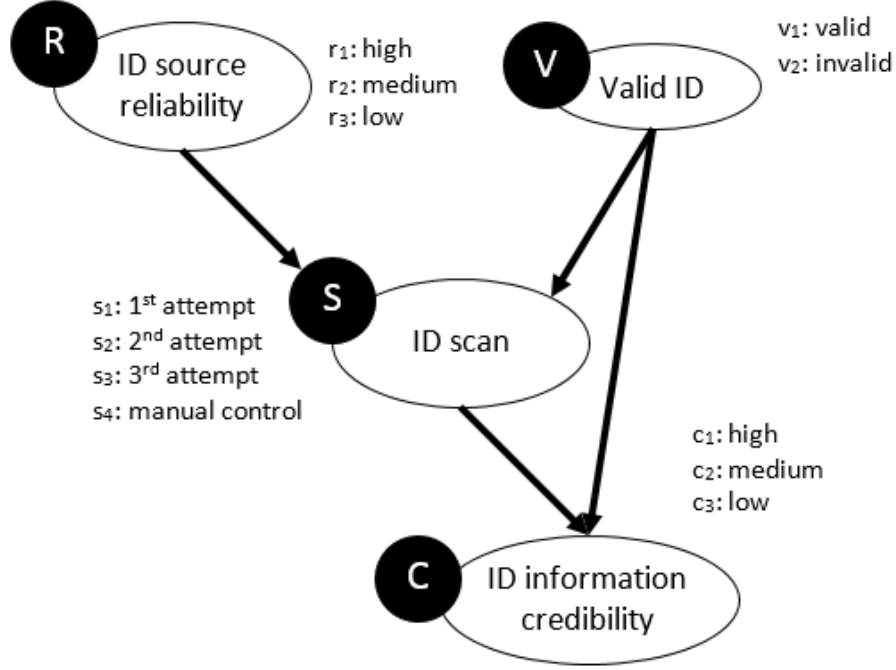 R
ID source
reliability
r₁: high
r₂: medium
r₃: low
V
Valid ID
v₁: valid
v₂: invalid
S
ID scan
s₁: 1ˢᵗ attempt
s₂: 2ⁿᵈ attempt
s₃: 3ʳᵈ attempt
s₄: manual control
c₁: high
c₂: medium
c₃: low
C
ID information
credibility